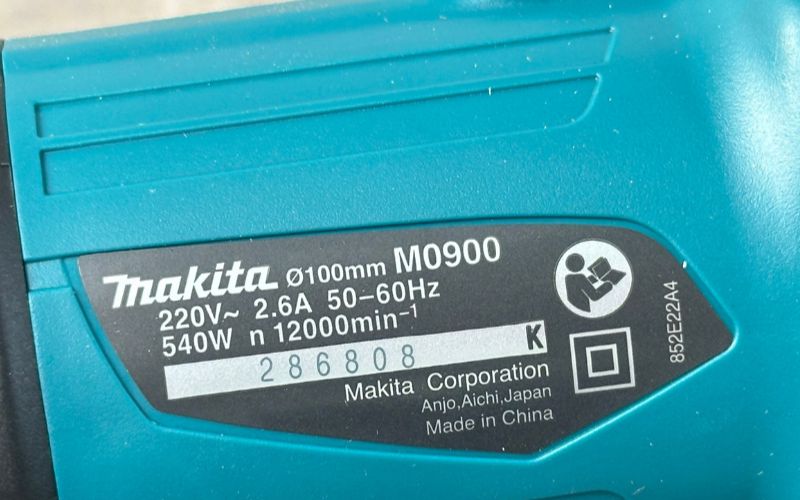 makita Ø100mm M0900
220V~ 2.6A 50-60Hz
540W n 12000min⁻¹
286808 K
Makita Corporation
Anjo,Aichi,Japan
Made in China
852E22A4